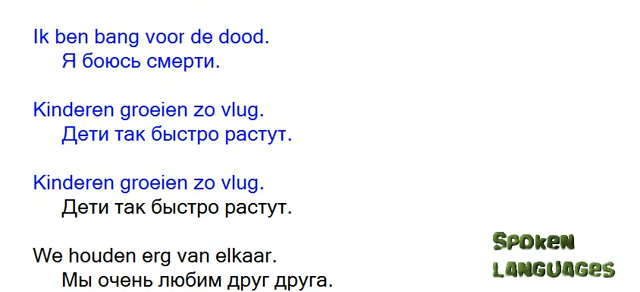 Ik ben bang voor de dood.
Я боюсь смерти.
Kinderen groeien zo vlug.
Дети так быстро растут.
Kinderen groeien zo vlug.
Дети так быстро растут.
We houden erg van elkaar.
Мы очень любим друг друга.
Spoken
Languages